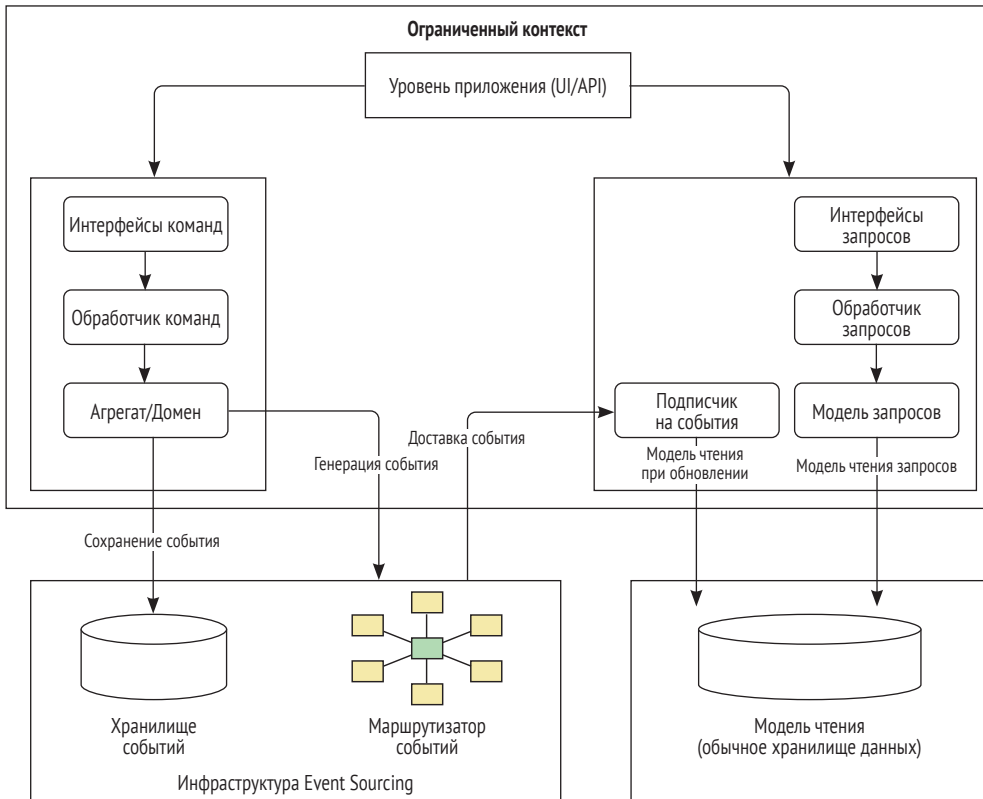 Ограниченный контекст
Уровень приложения (UI/API)
Интерфейсы команд
Обработчик команд
Агрегат/Домен
Интерфейсы
запросов
Обработчик
запросов
Подписчик
на события
Модель запросов
Доставка события
Генерация события
Модель чтения
при обновлении
Модель чтения запросов
Сохранение события
Хранилище
событий
Маршрутизатор
событий
Инфраструктура Event Sourcing
Модель чтения
(обычное хранилище данных)